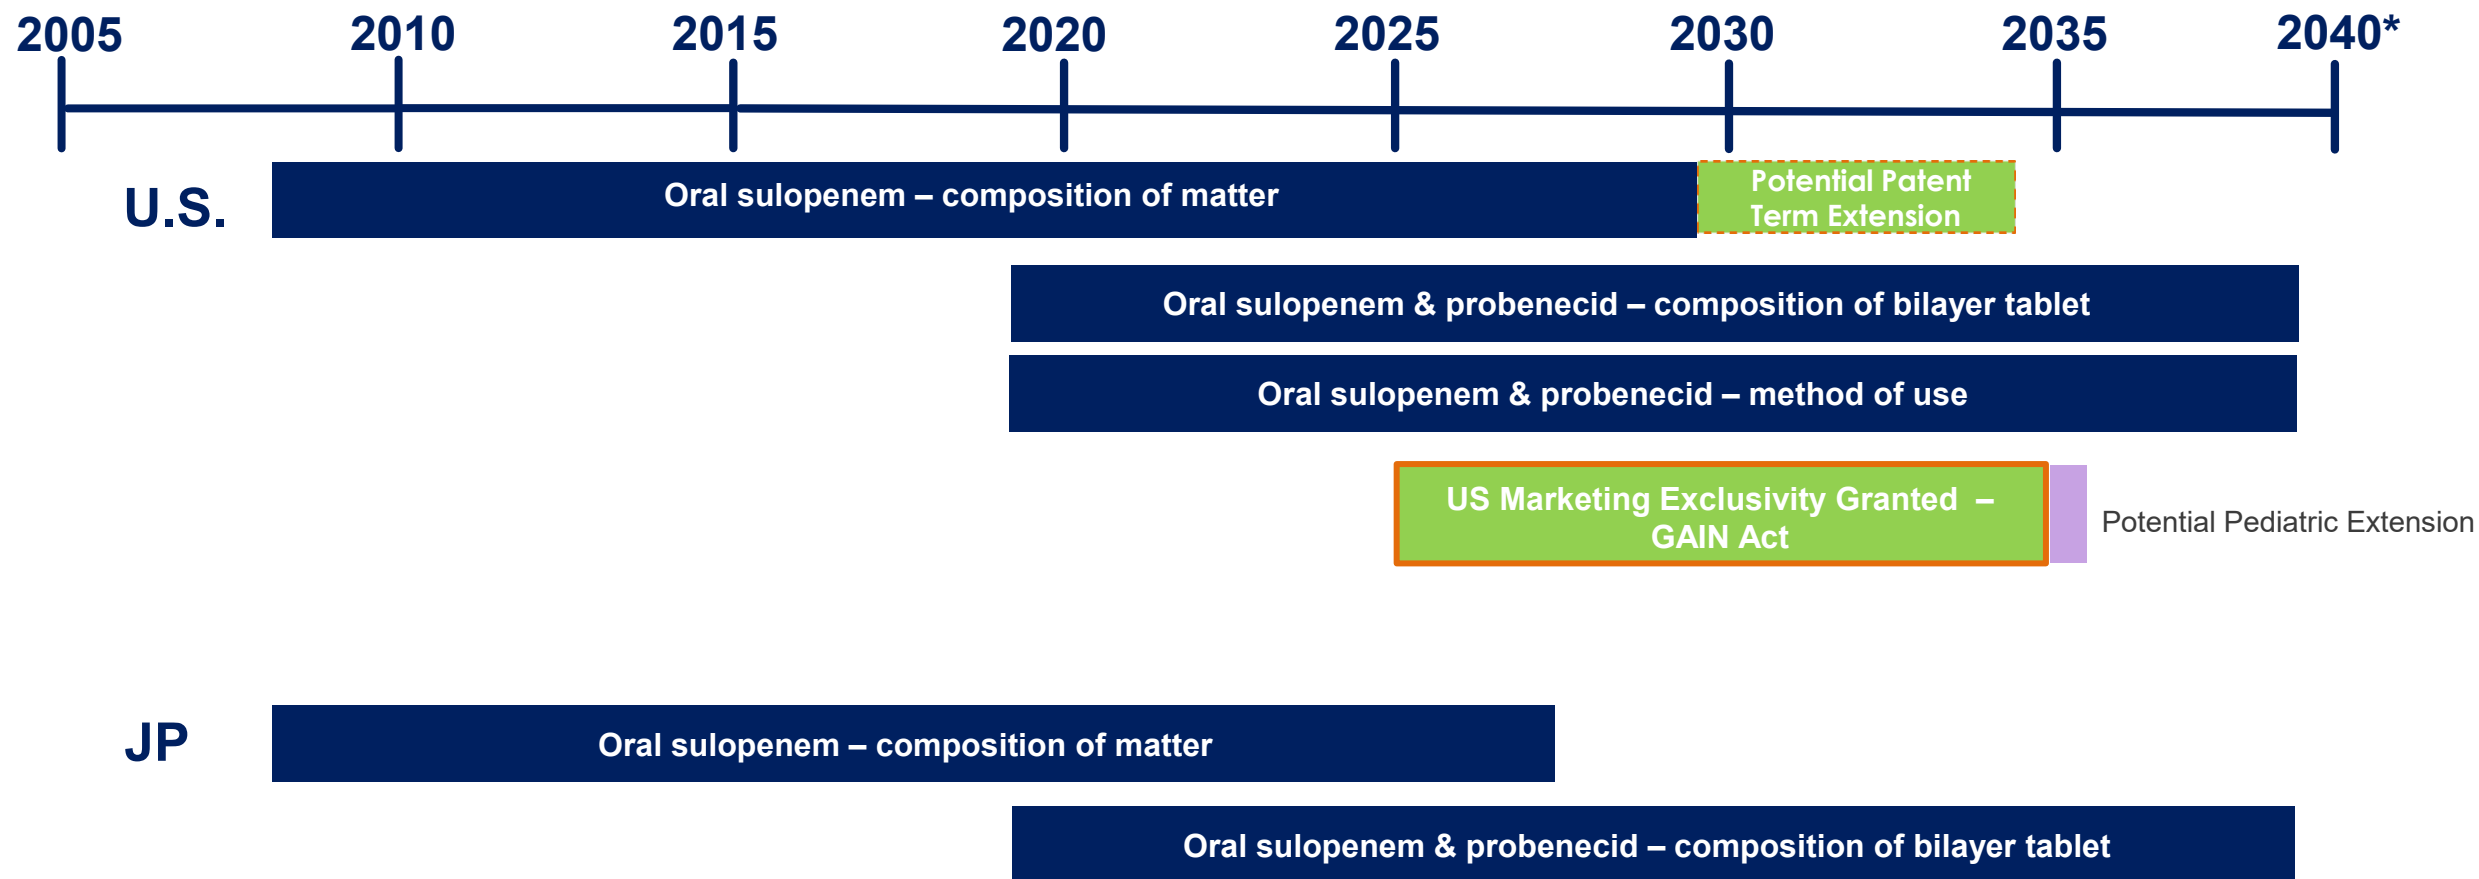 2005 2010 2015 2020 2025 2030 2035 2040*
U.S.
Oral sulopenem – composition of matter
Potential Patent
Term Extension
Oral sulopenem & probenecid – composition of bilayer tablet
Oral sulopenem & probenecid – method of use
US Marketing Exclusivity Granted –
GAIN Act
Potential Pediatric Extension
JP
Oral sulopenem – composition of matter
Oral sulopenem & probenecid – composition of bilayer tablet